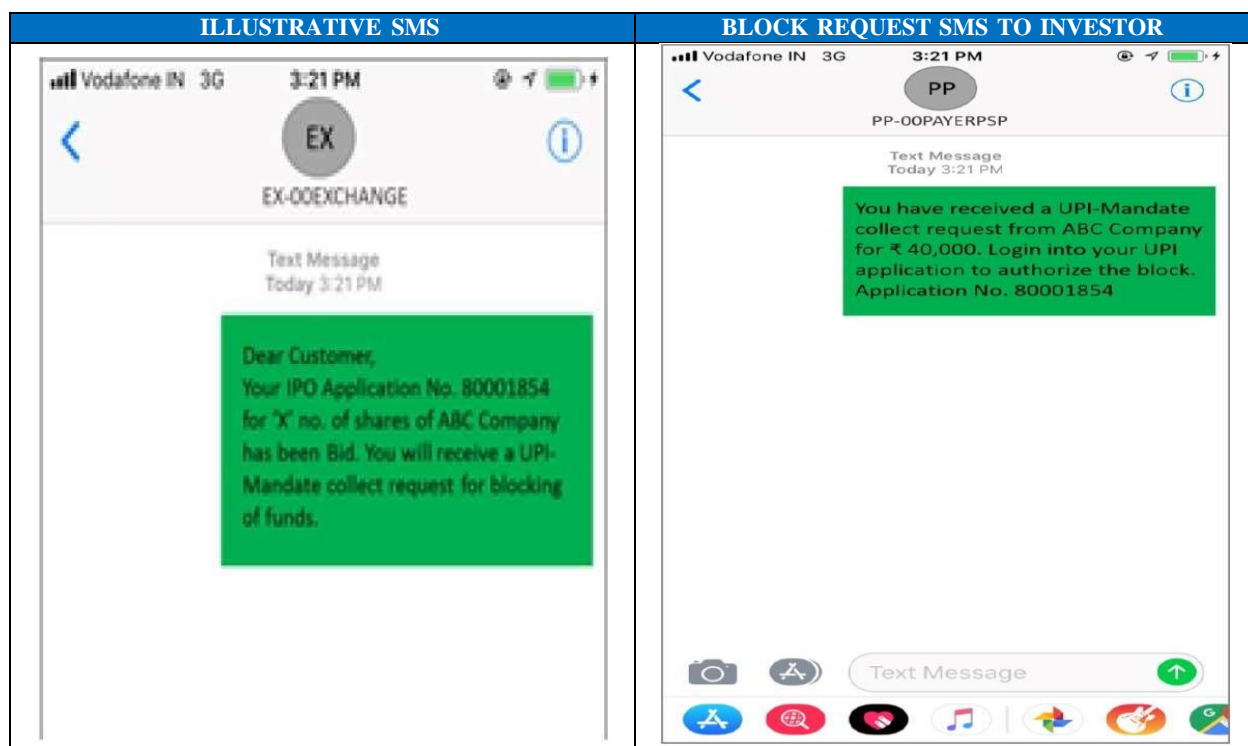 ILLUSTRATIVE SMS
Vodafone IN 3G 3:21 PM
EX
EX-00EXCHANGE
Text Message
Today 3:21 PM
Dear Customer,
Your IPO Application No. 80001854
for 'X' no. of shares of ABC Company
has been Bid. You will receive a UPI-
Mandate collect request for blocking
of funds.
BLOCK REQUEST SMS TO INVESTOR
Vodafone IN 3G 3:21 PM
PP
PP-00PAYERPSP
Text Message
Today 3:21 PM
You have received a UPI-Mandate
collect request from ABC Company
for ₹ 40,000. Login into your UPI
application to authorize the block.
Application No. 80001854
Text Message
G